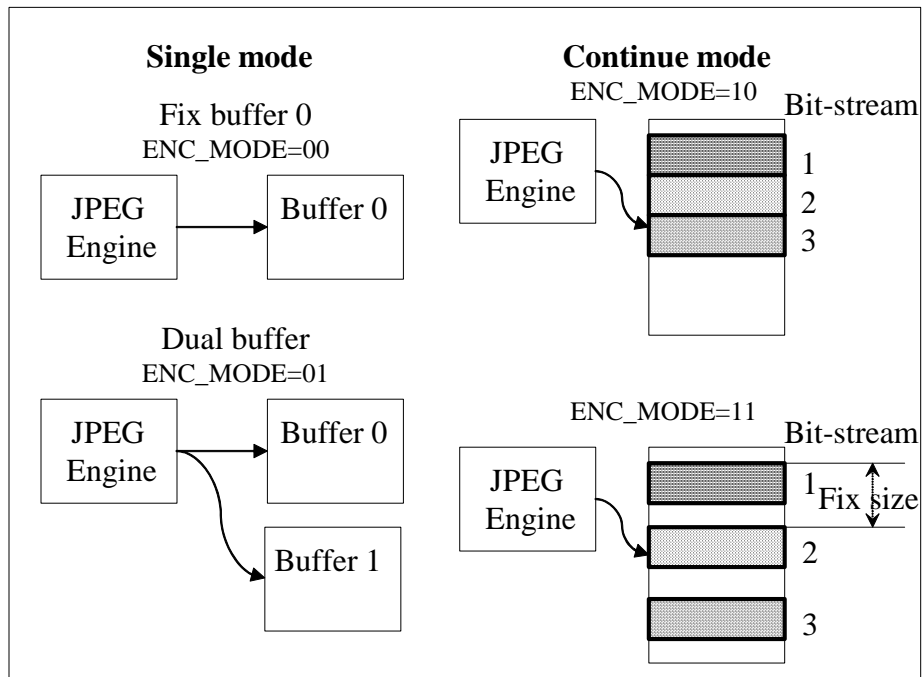 Single mode
Fix buffer 0
ENC_MODE=00
JPEG
Engine
Buffer 0
Dual buffer
ENC_MODE=01
JPEG
Engine
Buffer 0
Buffer 1
Continue mode
ENC_MODE=10
Bit-stream
JPEG
Engine
1
2
3
ENC_MODE=11
Bit-stream
JPEG
Engine
1
Fix size
2
3